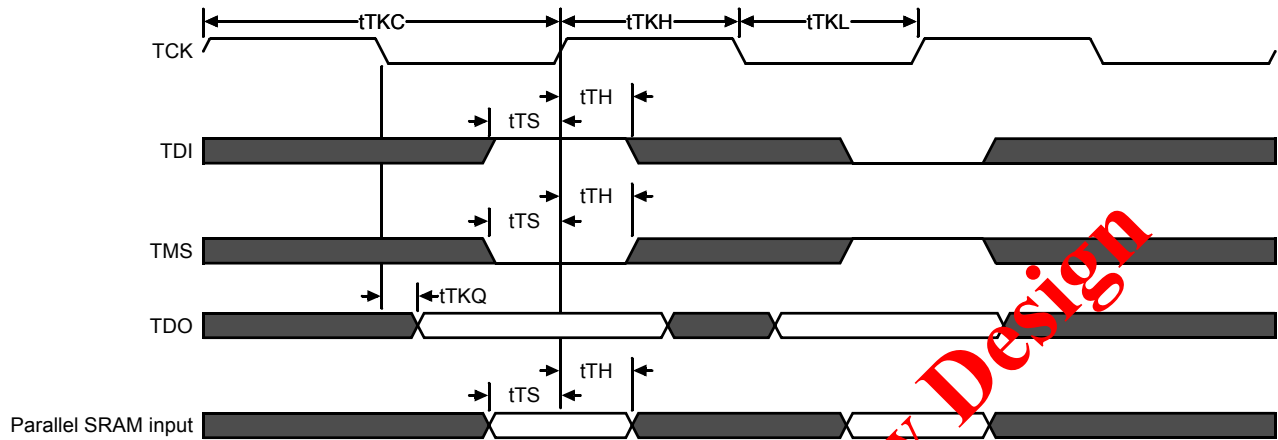 tTKC
tTKH
tTKL
TCK
tTH
tTS
TDI
tTH
tTS
TMS
tTKQ
TDO
tTH
tTS
Parallel SRAM input
Design